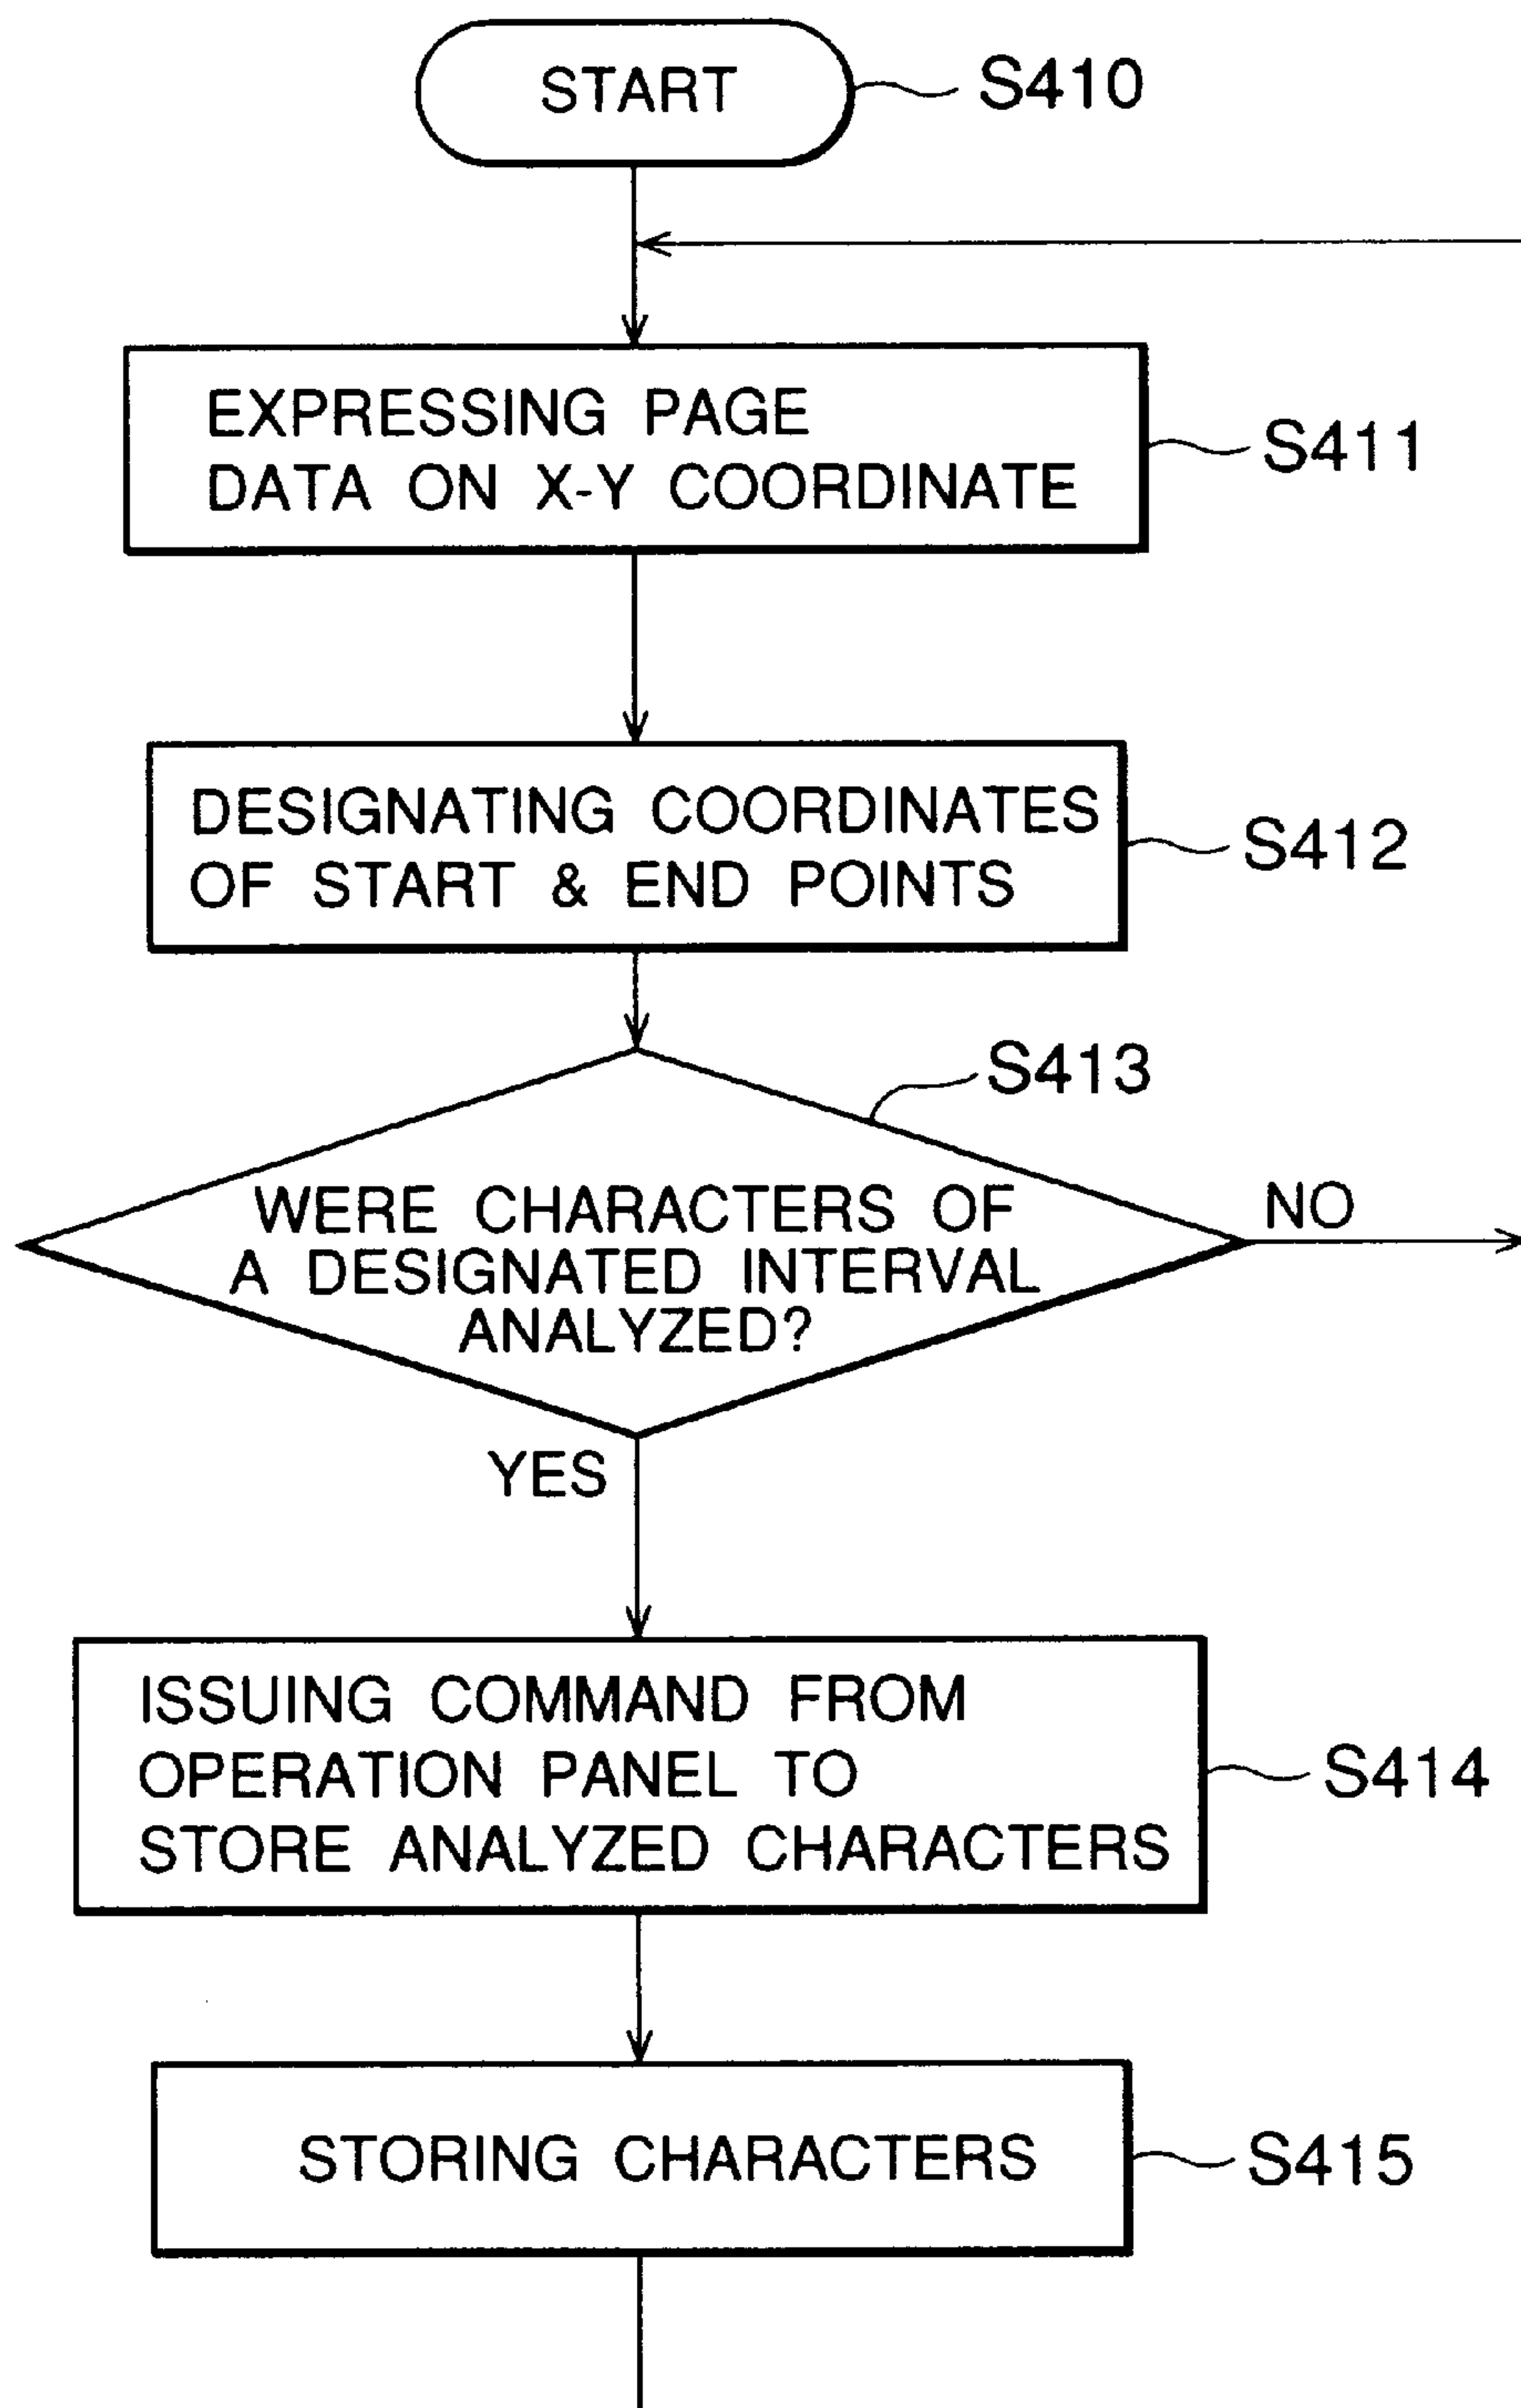 START
S410
EXPRESSING PAGE
DATA ON X-Y COORDINATE
S411
DESIGNATING COORDINATES
OF START & END POINTS
S412
S413
WERE CHARACTERS OF
A DESIGNATED INTERVAL
ANALYZED?
NO
YES
ISSUING COMMAND FROM
OPERATION PANEL TO
STORE ANALYZED CHARACTERS
S414
STORING CHARACTERS
S415